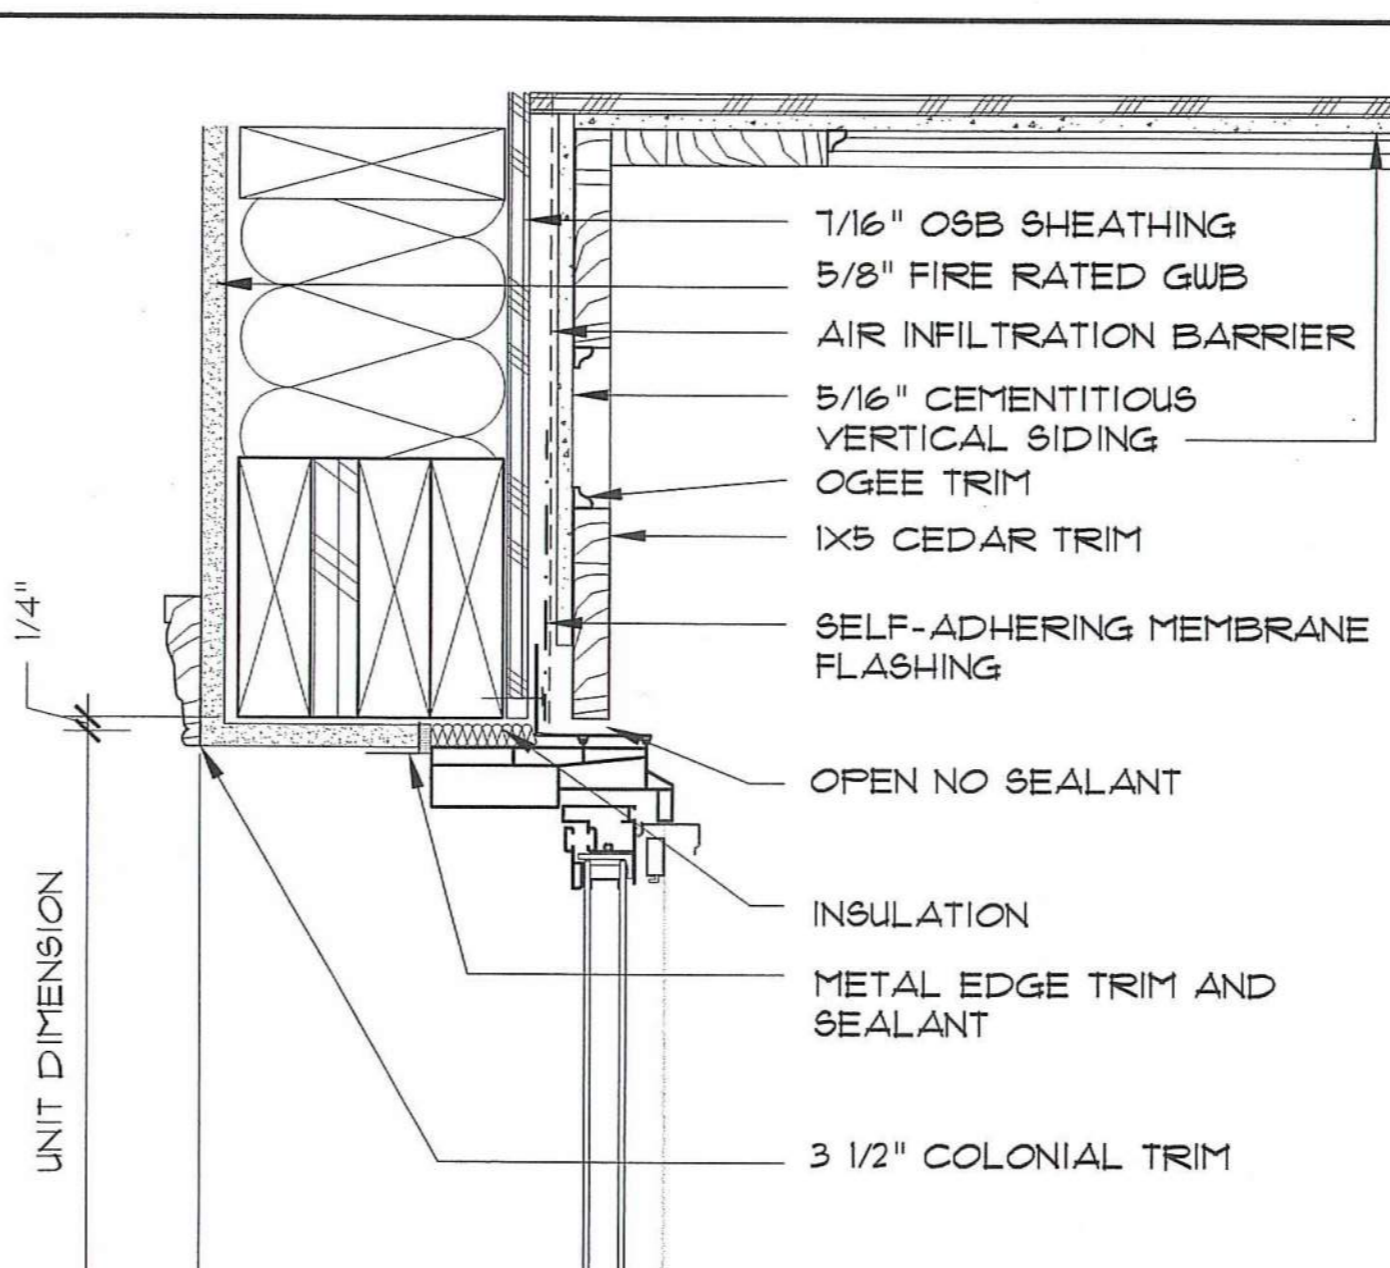 7/16" OSB SHEATHING
5/8" FIRE RATED GWB
AIR INFILTRATION BARRIER
5/16" CEMENTITIOUS
VERTICAL SIDING
OGEE TRIM
1X5 CEDAR TRIM
SELF-ADHERING MEMBRANE
FLASHING
OPEN NO SEALANT
INSULATION
METAL EDGE TRIM AND
SEALANT
3 1/2" COLONIAL TRIM
1/4"
UNIT DIMENSION